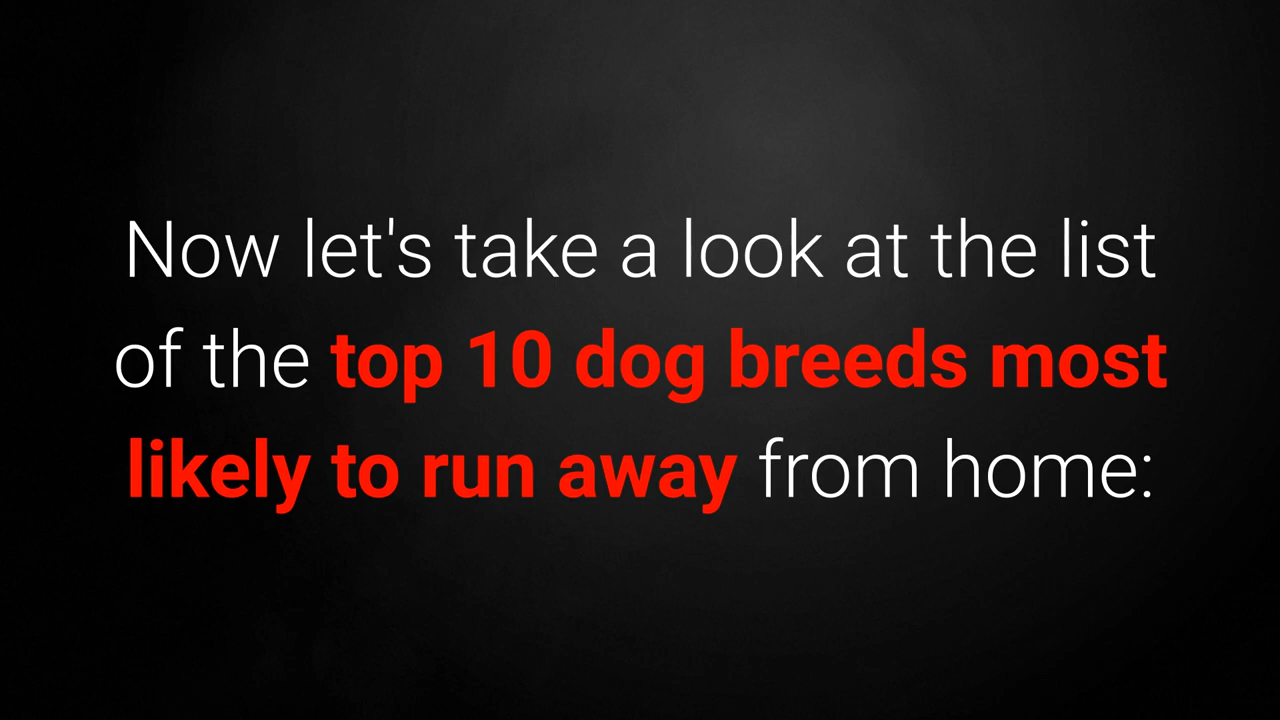 Now let's take a look at the list
of the top 10 dog breeds most
likely to run away from home: